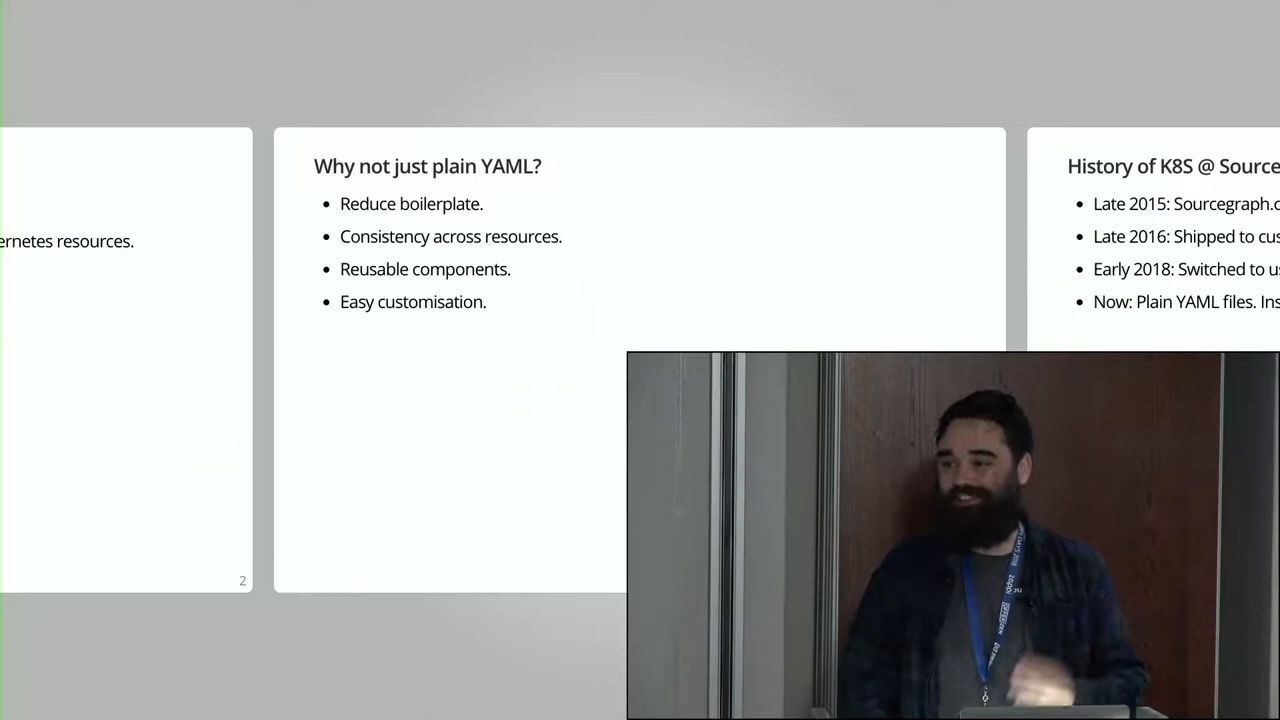 ernetes resources.
2
Why not just plain YAML?
Reduce boilerplate.
Consistency across resources.
Reusable components.
Easy customisation.
History of K8S @ Source
Late 2015: Sourcegraph.c
Late 2016: Shipped to cus
Early 2018: Switched to u
Now: Plain YAML files. Ins